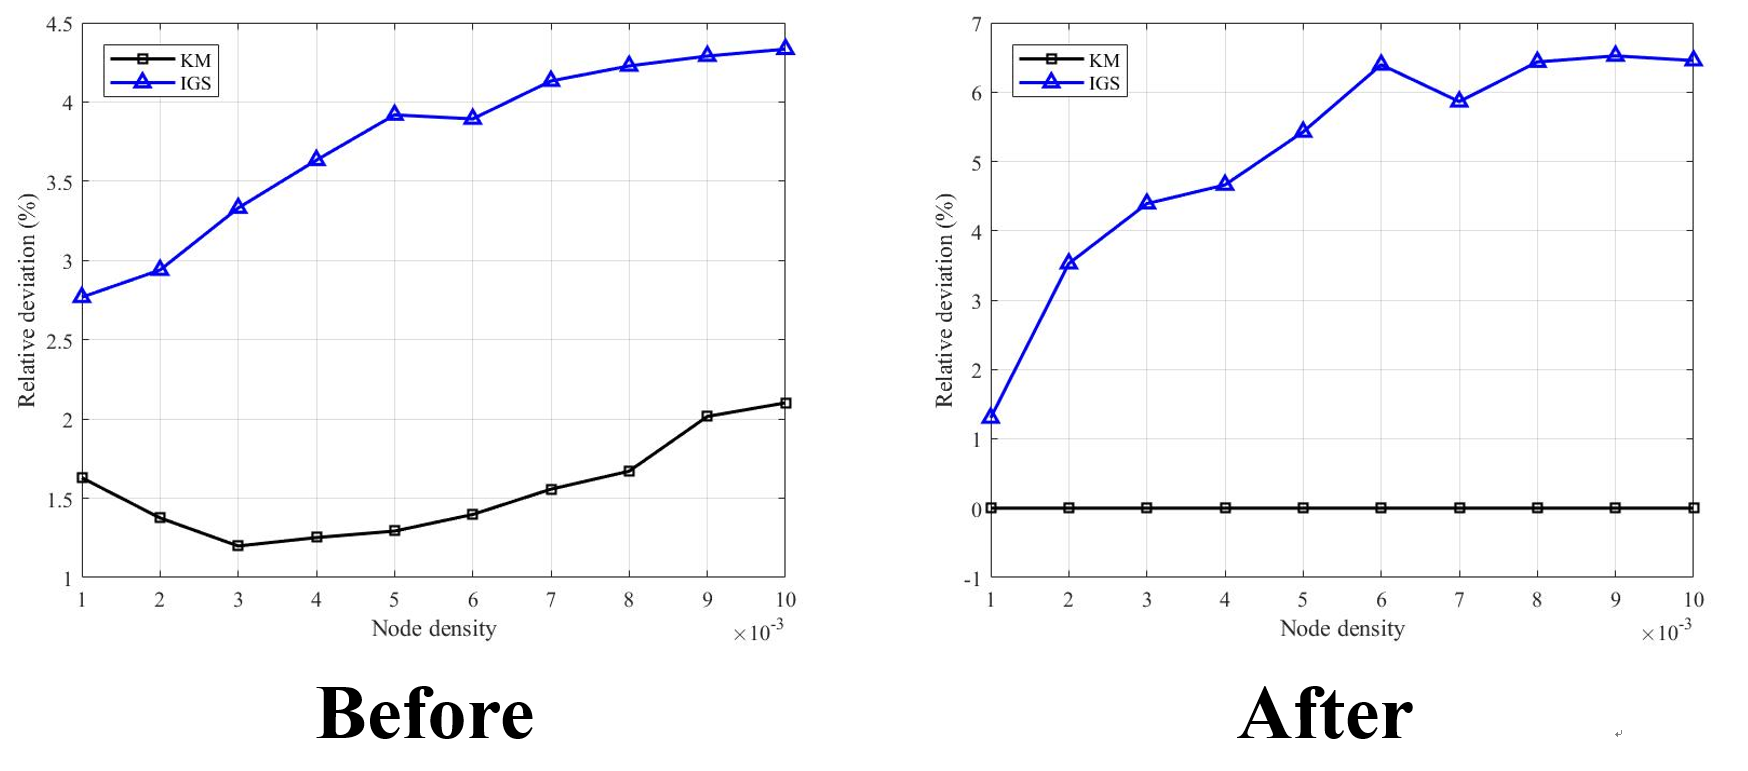 4.5
4
3.5
3
2.5
2
1.5
1
Relative deviation (%)
KM
IGS
1 2 3 4 5 6 7 8 9 10
Node density
×10-3
Before
7
6
5
4
3
2
1
0
-1
Relative deviation (%)
KM
IGS
1 2 3 4 5 6 7 8 9 10
Node density
×10-3
After